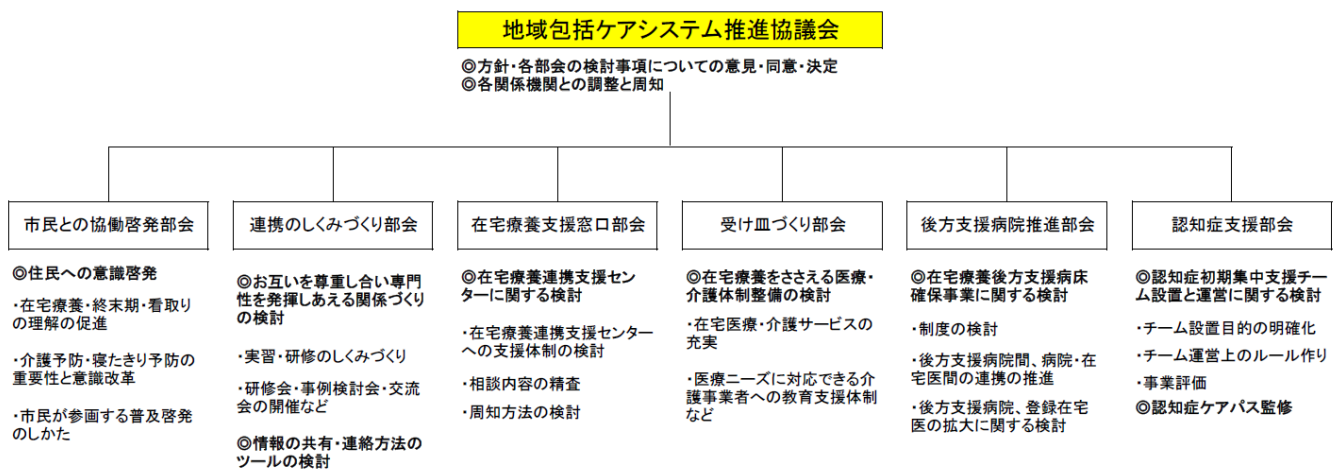 地域包括ケアシステム推進協議会
◎方針・各部会の検討事項についての意見・同意・決定
◎各関係機関との調整と周知
市民との協働啓発部会
◎住民への意識啓発
・在宅療養・終末期・看取り
の理解の促進
・介護予防・寝たきり予防の
重要性と意識改革
・市民が参画する普及啓発
のしかた
連携のしくみづくり部会
◎お互いを尊重し合い専門
性を発揮しあえる関係づくり
の検討
・実習・研修のしくみづくり
・研修会・事例検討会・交流
会の開催など
◎情報の共有・連絡方法の
ツールの検討
在宅療養支援窓口部会
◎在宅療養連携支援セン
ターに関する検討
・在宅療養連携支援センター
への支援体制の検討
・相談内容の精査
・周知方法の検討
受け皿づくり部会
◎在宅療養をささえる医療・
介護体制整備の検討
・在宅医療・介護サービスの
充実
・医療ニーズに対応できる介
護事業者への教育支援体制
など
後方支援病院推進部会
◎在宅療養後方支援病床
確保事業に関する検討
・制度の検討
・後方支援病院間、病院・在
宅医間の連携の推進
・後方支援病院、登録在宅
医の拡大に関する検討
認知症支援部会
◎認知症初期集中支援チー
ム設置と運営に関する検討
・チーム設置目的の明確化
・チーム運営上のルール作り
・事業評価
◎認知症ケアパス監修